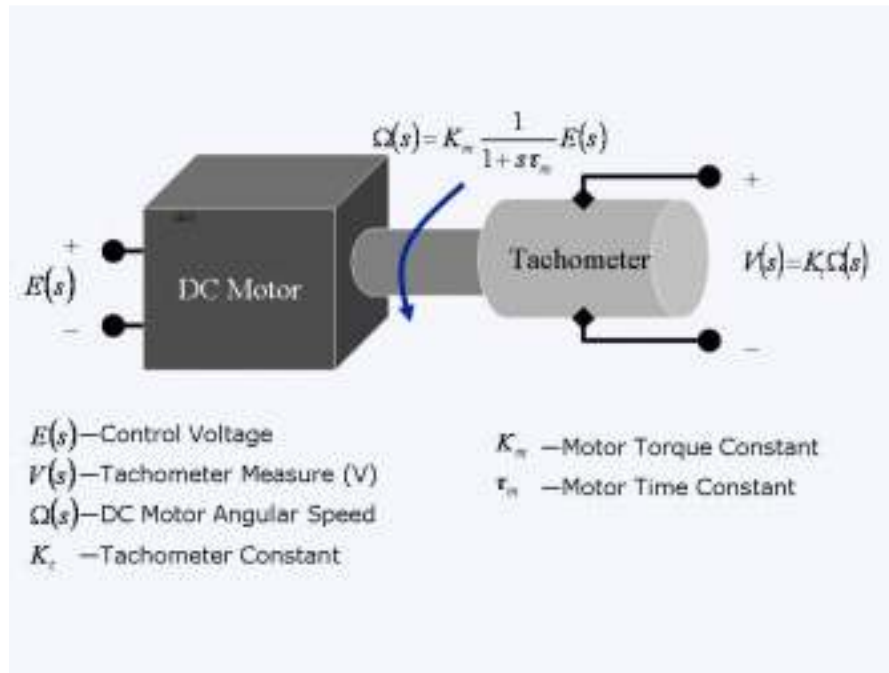 Ω(s) = K_m 1/(1 + sτ_m) E(s)
+
E(s)
−
DC Motor
Tachometer
+
V(s) = K_t Ω(s)
−
E(s)—Control Voltage
V(s)—Tachometer Measure (V)
Ω(s)—DC Motor Angular Speed
K_t —Tachometer Constant
K_m —Motor Torque Constant
τ_m —Motor Time Constant